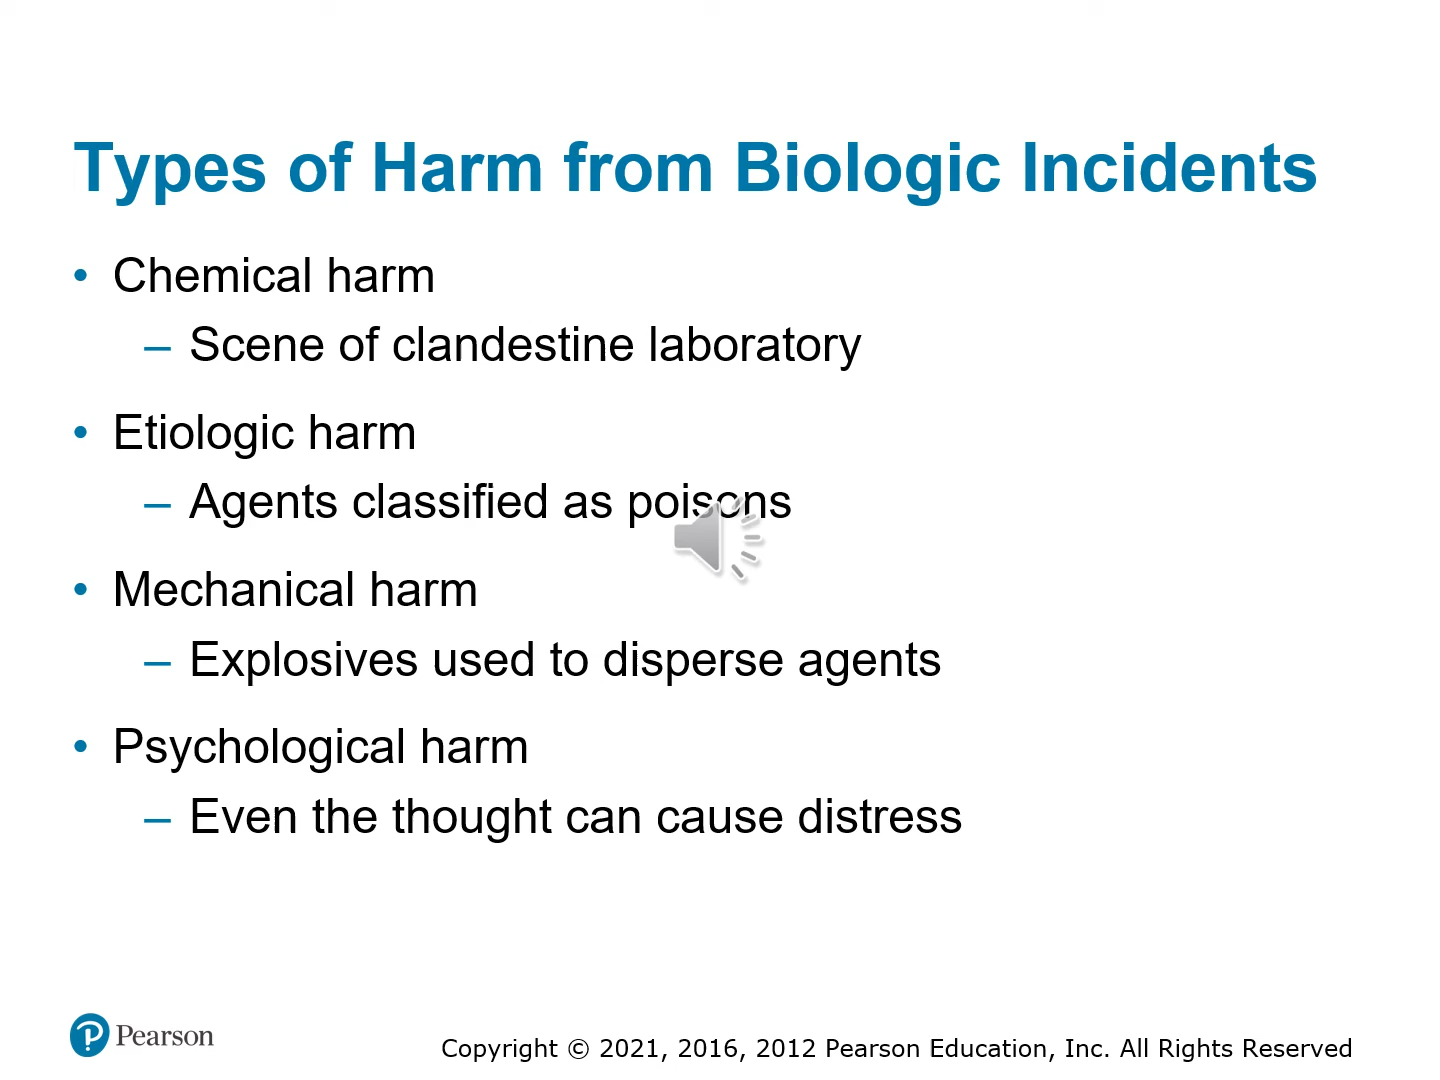 Types of Harm from Biologic Incidents
• Chemical harm
– Scene of clandestine laboratory
• Etiologic harm
– Agents classified as poisons
• Mechanical harm
– Explosives used to disperse agents
• Psychological harm
– Even the thought can cause distress
Pearson
Copyright © 2021, 2016, 2012 Pearson Education, Inc. All Rights Reserved